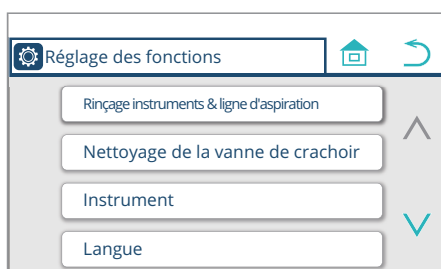 Réglage des fonctions
Rinçage instruments & ligne d'aspiration
Nettoyage de la vanne de crachoir
Instrument
Langue